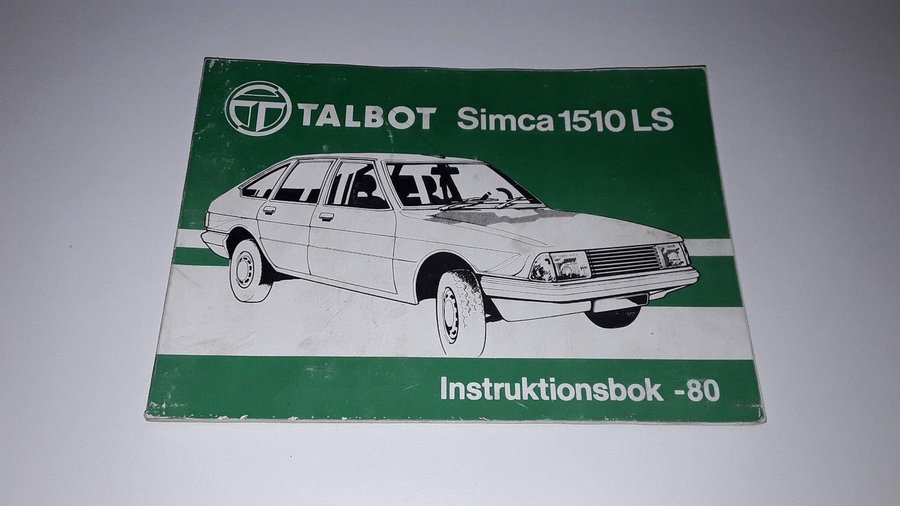 TALBOT Simca 1510 LS
Instruktionsbok -80